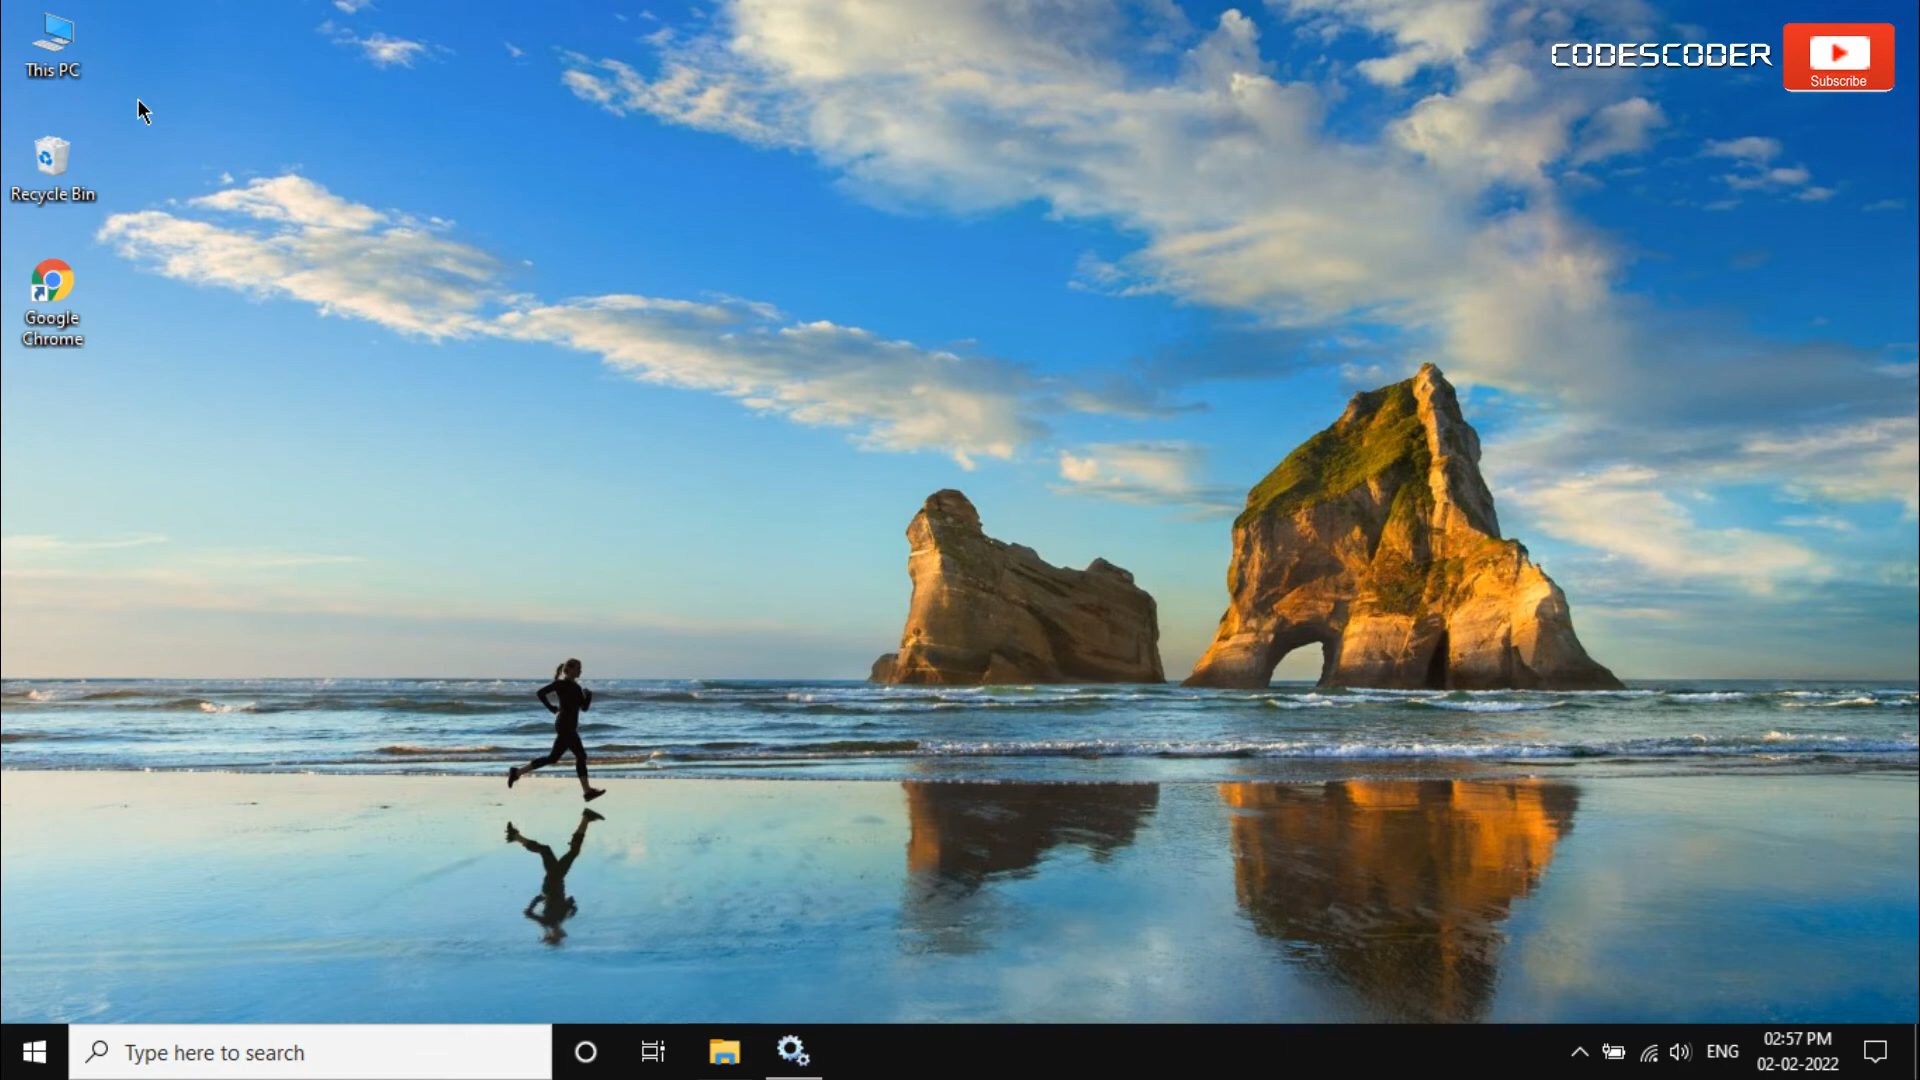 This PC
Recycle Bin
Google
Chrome
CODESCODER
Subscribe
Type here to search
ENG
02:57 PM
02-02-2022